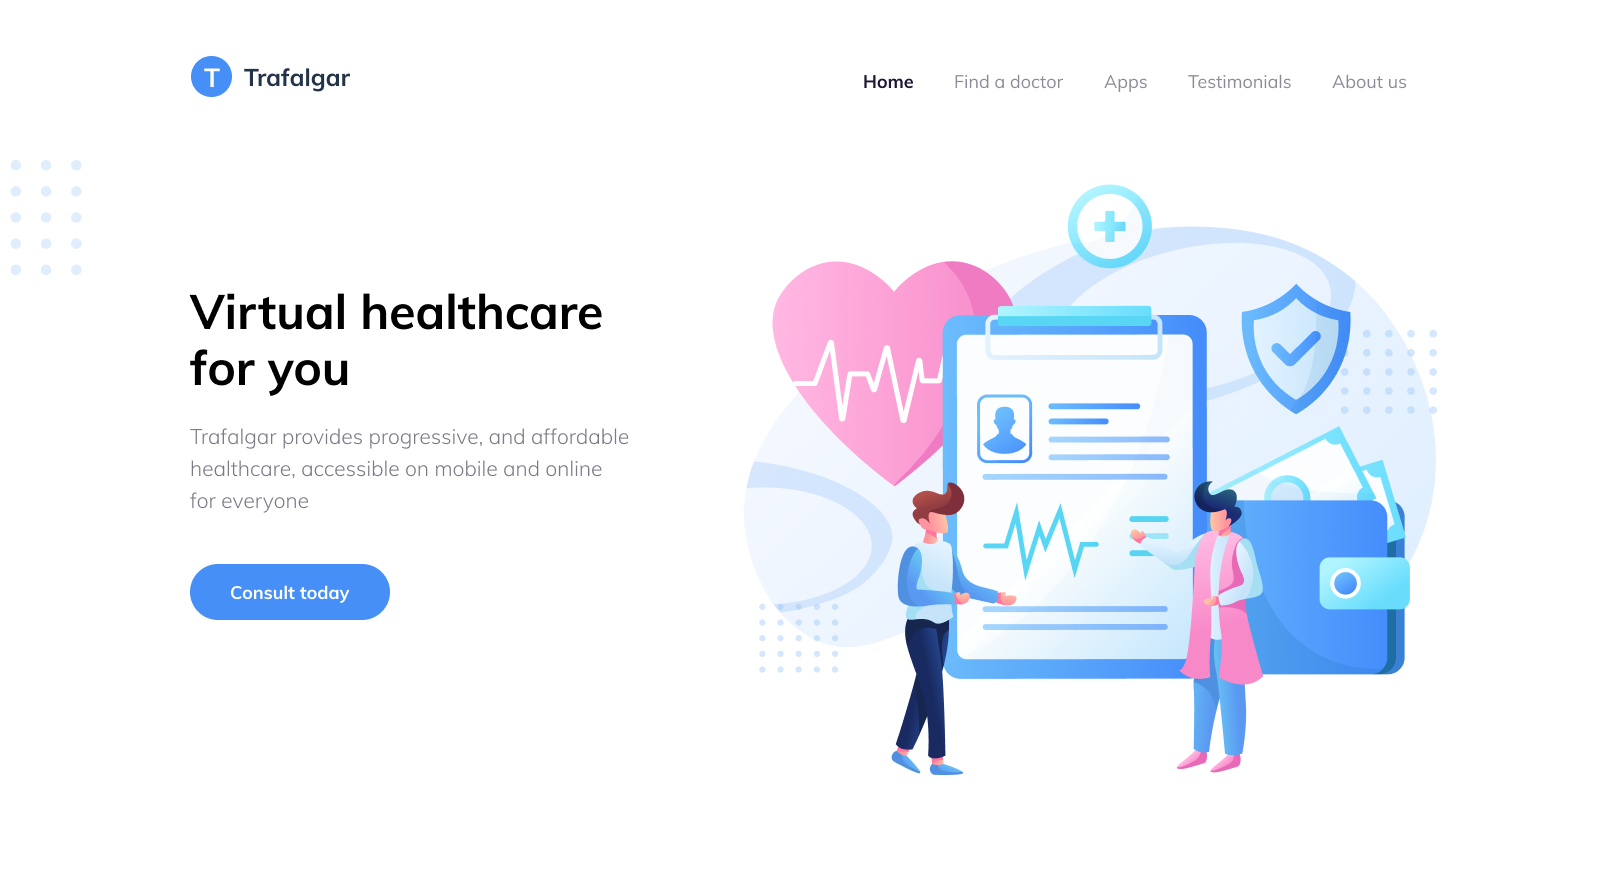 T Trafalgar
Home Find a doctor Apps Testimonials About us
Virtual healthcare
for you
Trafalgar provides progressive, and affordable
healthcare, accessible on mobile and online
for everyone
Consult today